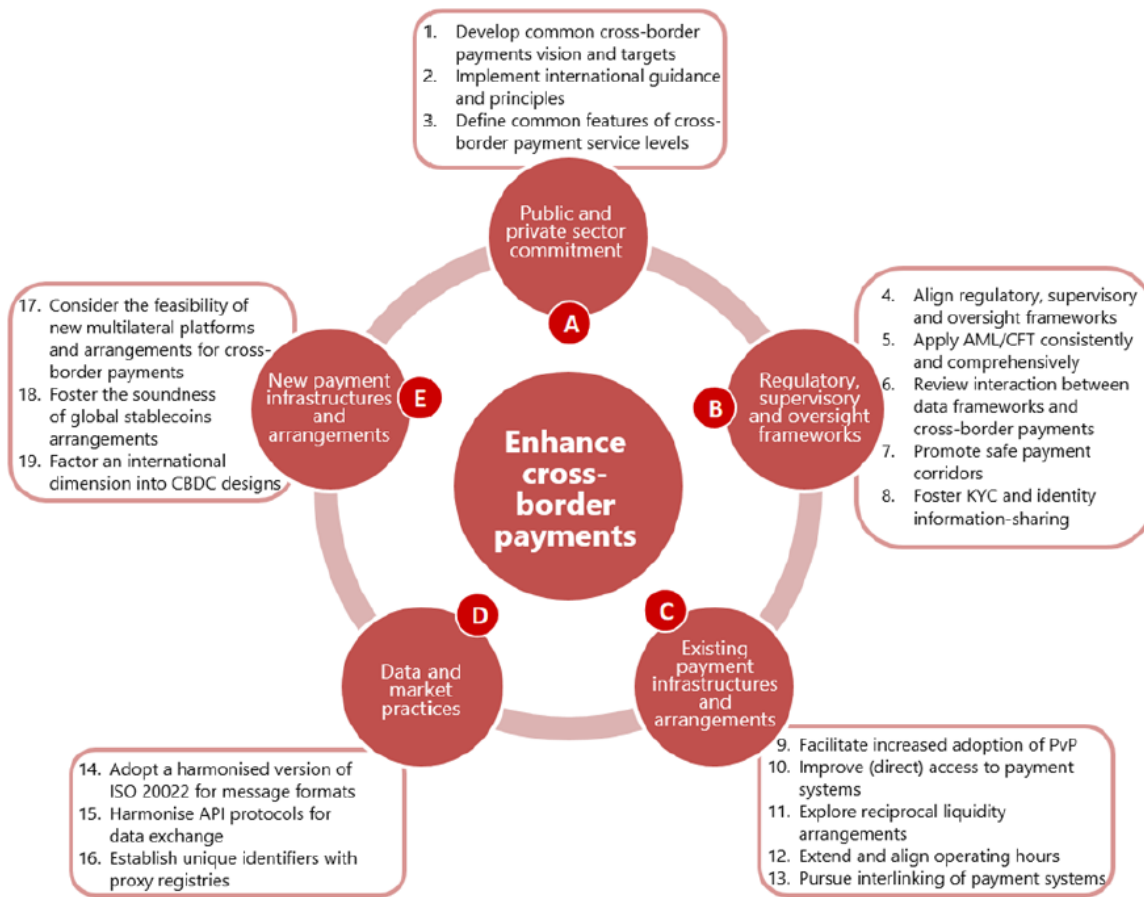 1. Develop common cross-border
payments vision and targets
2. Implement international guidance
and principles
3. Define common features of cross-
border payment service levels
Public and
private sector
commitment
A
4. Align regulatory, supervisory
and oversight frameworks
5. Apply AML/CFT consistently
and comprehensively
6. Review interaction between
data frameworks and
cross-border payments
7. Promote safe payment
corridors
8. Foster KYC and identity
information-sharing
Regulatory,
supervisory
and oversight
frameworks
B
Enhance
cross-
border
payments
17. Consider the feasibility of
new multilateral platforms
and arrangements for cross-
border payments
18. Foster the soundness
of global stablecoins
arrangements
19. Factor an international
dimension into CBDC designs
New payment
infrastructures
and
arrangements
E
C
Existing
payment
infrastructures
and
arrangements
9. Facilitate increased adoption of PvP
10. Improve (direct) access to payment
systems
11. Explore reciprocal liquidity
arrangements
12. Extend and align operating hours
13. Pursue interlinking of payment systems
D
Data and
market
practices
14. Adopt a harmonised version of
ISO 20022 for message formats
15. Harmonise API protocols for
data exchange
16. Establish unique identifiers with
proxy registries